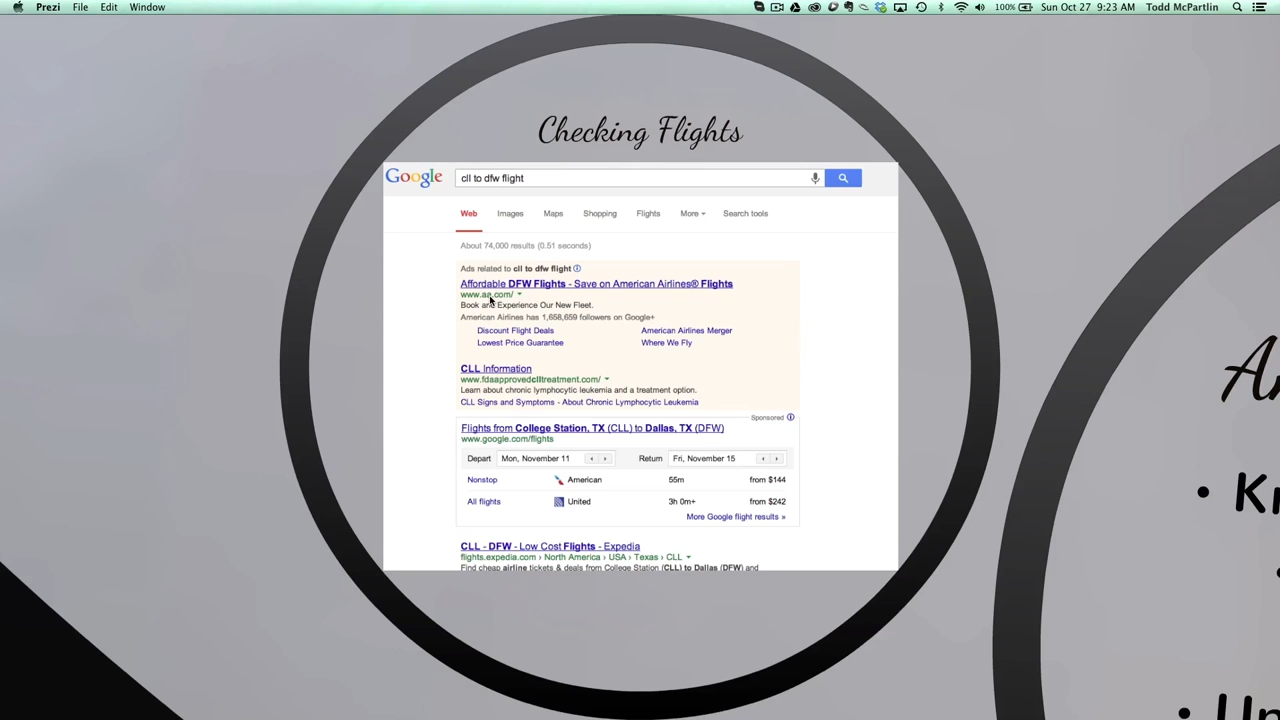 Prezi File Edit Window 100% Sun Oct 27 9:23 AM Todd McPartlin
Checking Flights
Google cll to dfw flight
Web Images Maps Shopping Flights More Search tools
About 74,000 results (0.51 seconds)
Ads related to cll to dfw flight
Affordable DFW Flights - Save on American Airlines® Flights
www.aa.com/
Book and Experience Our New Fleet.
American Airlines has 1,658,659 followers on Google+
Discount Flight Deals American Airlines Merger
Lowest Price Guarantee Where We Fly
CLL Information
www.fdaapprovedclltreatment.com/
Learn about chronic lymphocytic leukemia and a treatment option.
CLL Signs and Symptoms - About Chronic Lymphocytic Leukemia
Sponsored
Flights from College Station, TX (CLL) to Dallas, TX (DFW)
www.google.com/flights
Depart Mon, November 11 Return Fri, November 15
Nonstop American 55m from $144
All flights United 3h 0m+ from $242
More Google flight results »
CLL - DFW - Low Cost Flights - Expedia
flights.expedia.com › North America › USA › Texas › CLL
Find cheap airline tickets & deals from College Station (CLL) to Dallas (DFW) and